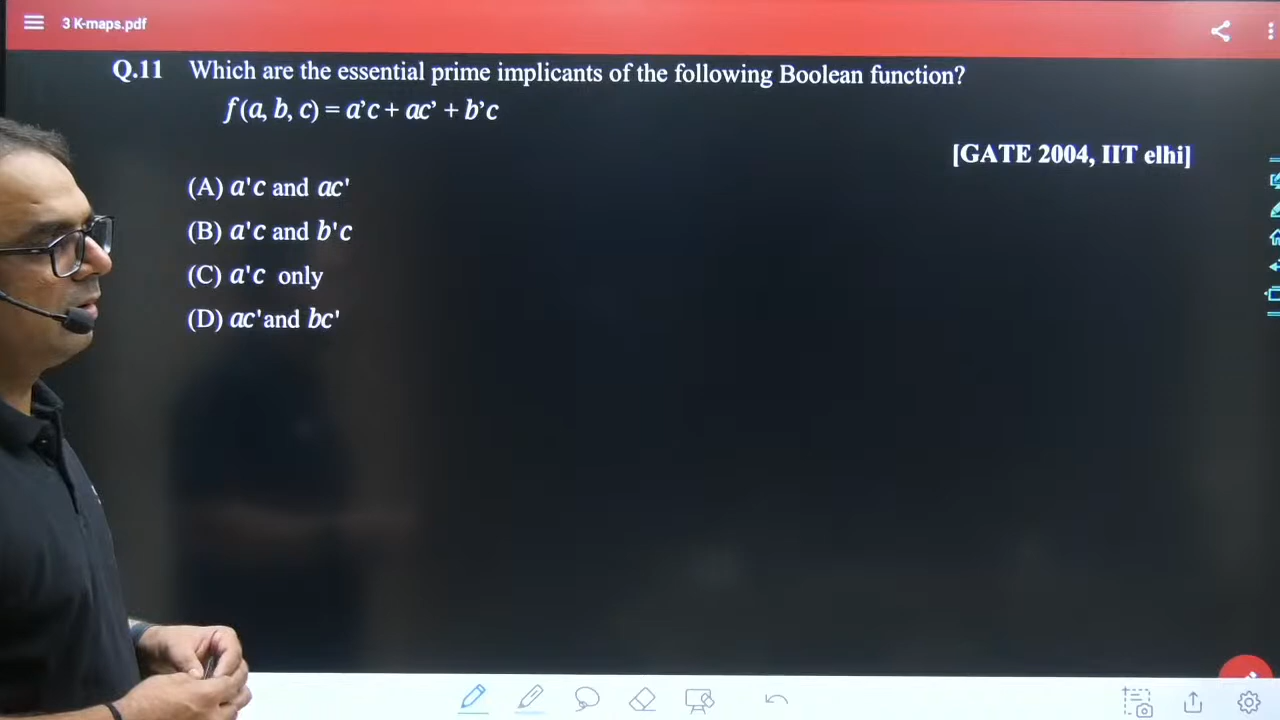 3 K-maps.pdf
Q.11 Which are the essential prime implicants of the following Boolean function?
f(a, b, c) = a’c + ac’ + b’c
[GATE 2004, IIT elhi]
(A) a'c and ac'
(B) a'c and b'c
(C) a'c only
(D) ac'and bc'